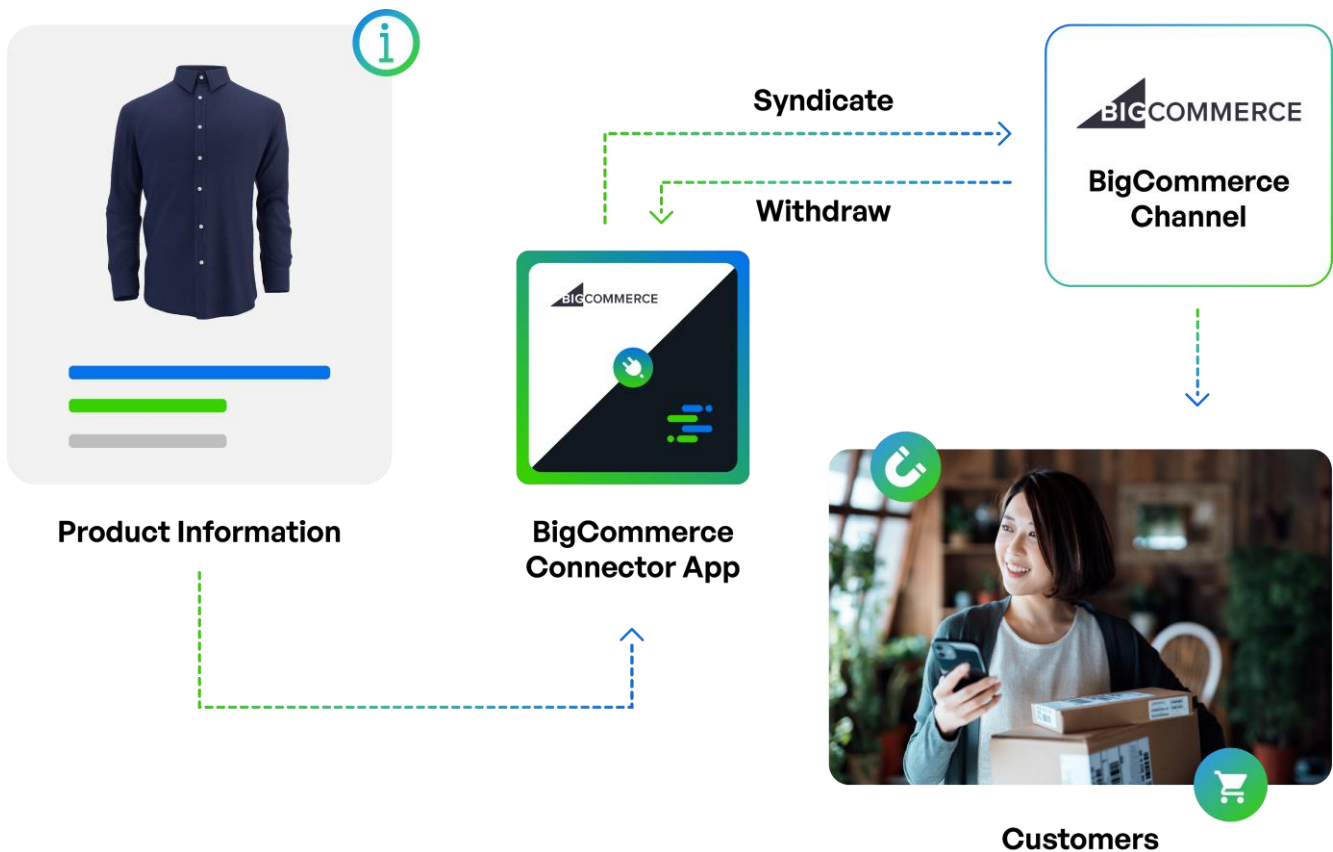 i
Syndicate
BIGCOMMERCE
BigCommerce
Channel
Withdraw
BIGCOMMERCE
Product Information
BigCommerce
Connector App
Customers